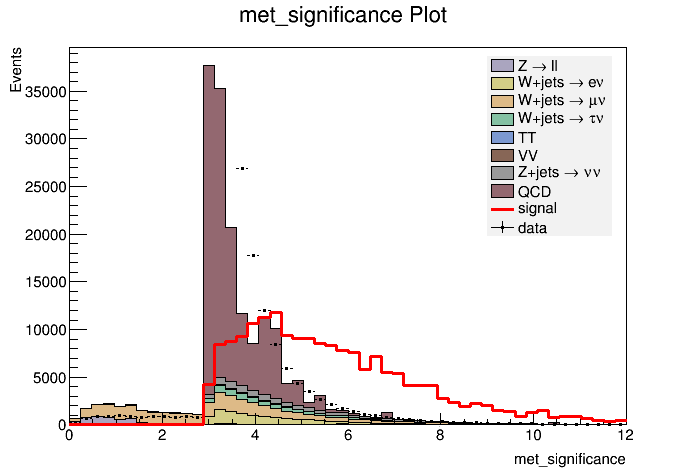 met_significance Plot
Events
35000
30000
25000
20000
15000
10000
5000
0
0 2 4 6 8 10 12
met_significance
Z → ll
W+jets → eν
W+jets → μν
W+jets → τν
TT
VV
Z+jets → νν
QCD
signal
data